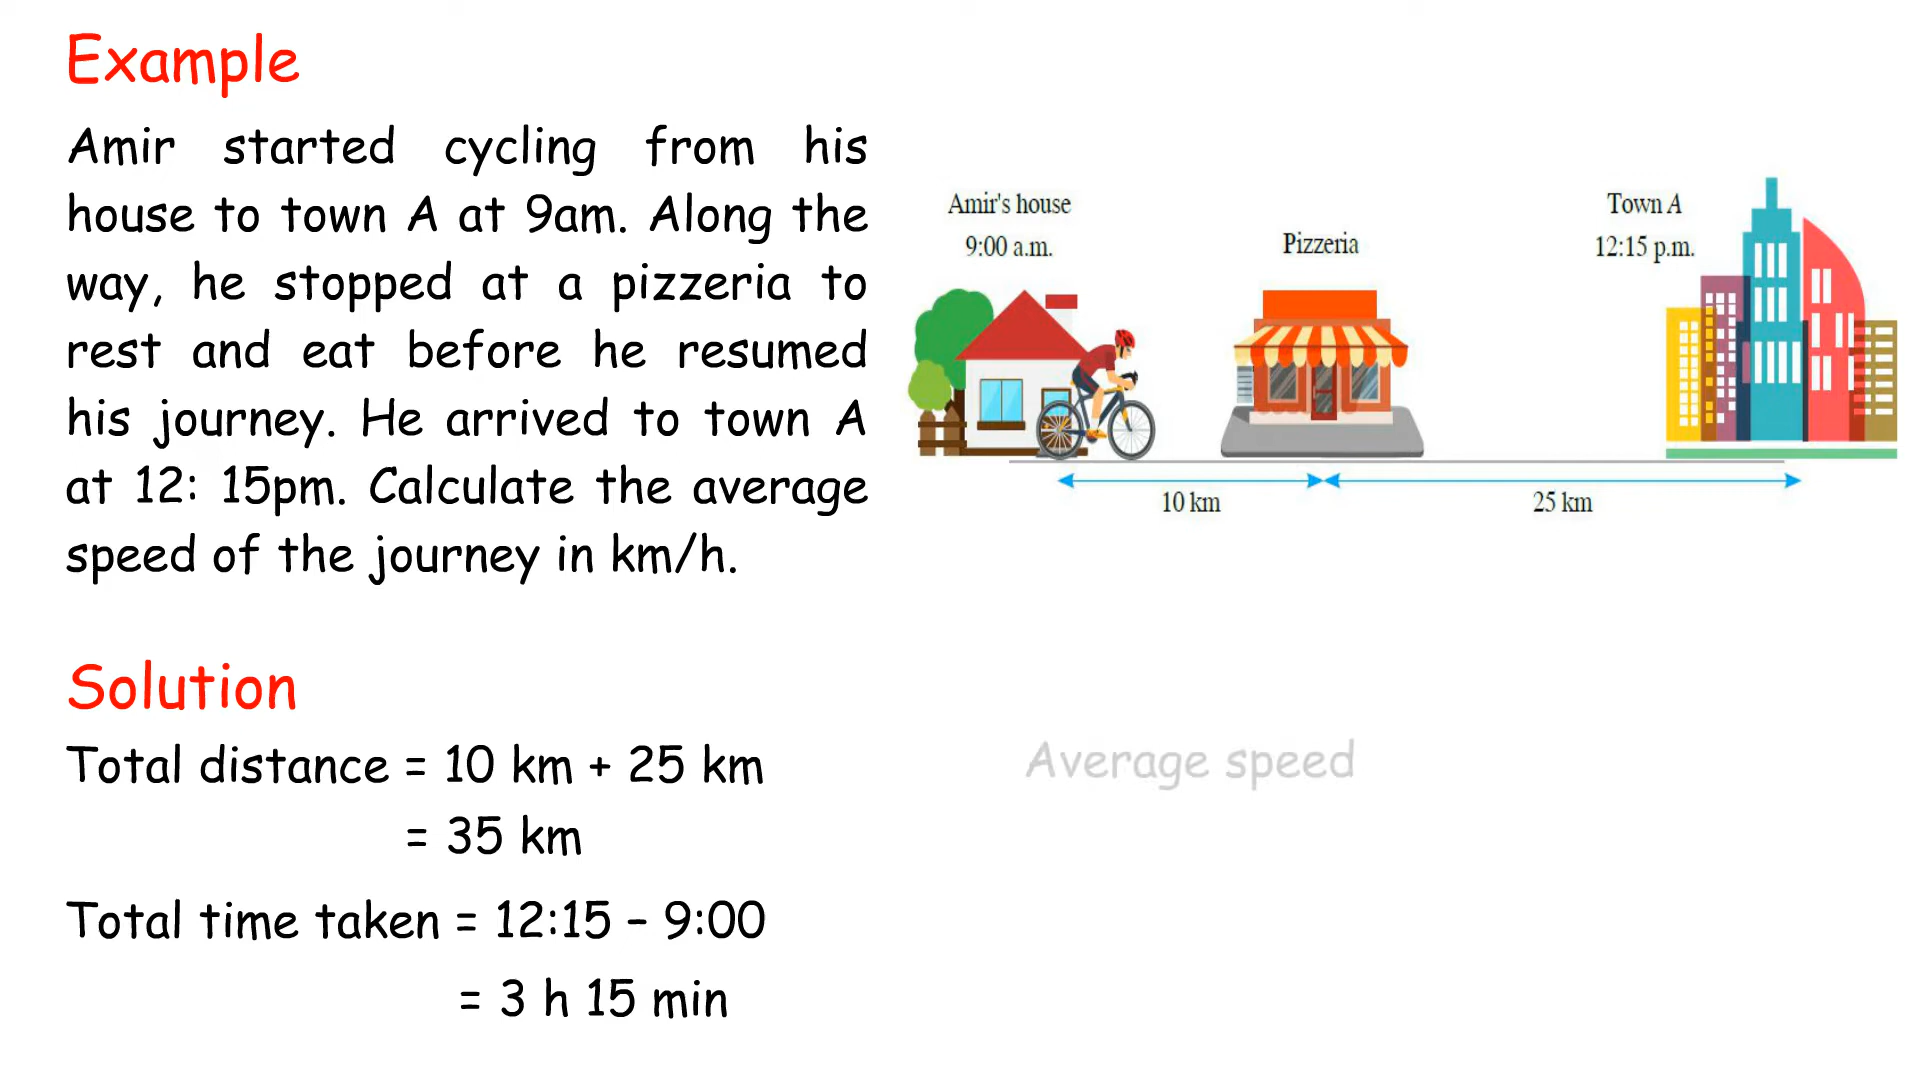 Example
Amir started cycling from his
house to town A at 9am. Along the
way, he stopped at a pizzeria to
rest and eat before he resumed
his journey. He arrived to town A
at 12: 15pm. Calculate the average
speed of the journey in km/h.
Amir's house
9:00 a.m.
Pizzeria
Town A
12:15 p.m.
10 km
25 km
Solution
Total distance = 10 km + 25 km
= 35 km
Total time taken = 12:15 – 9:00
= 3 h 15 min
Average speed